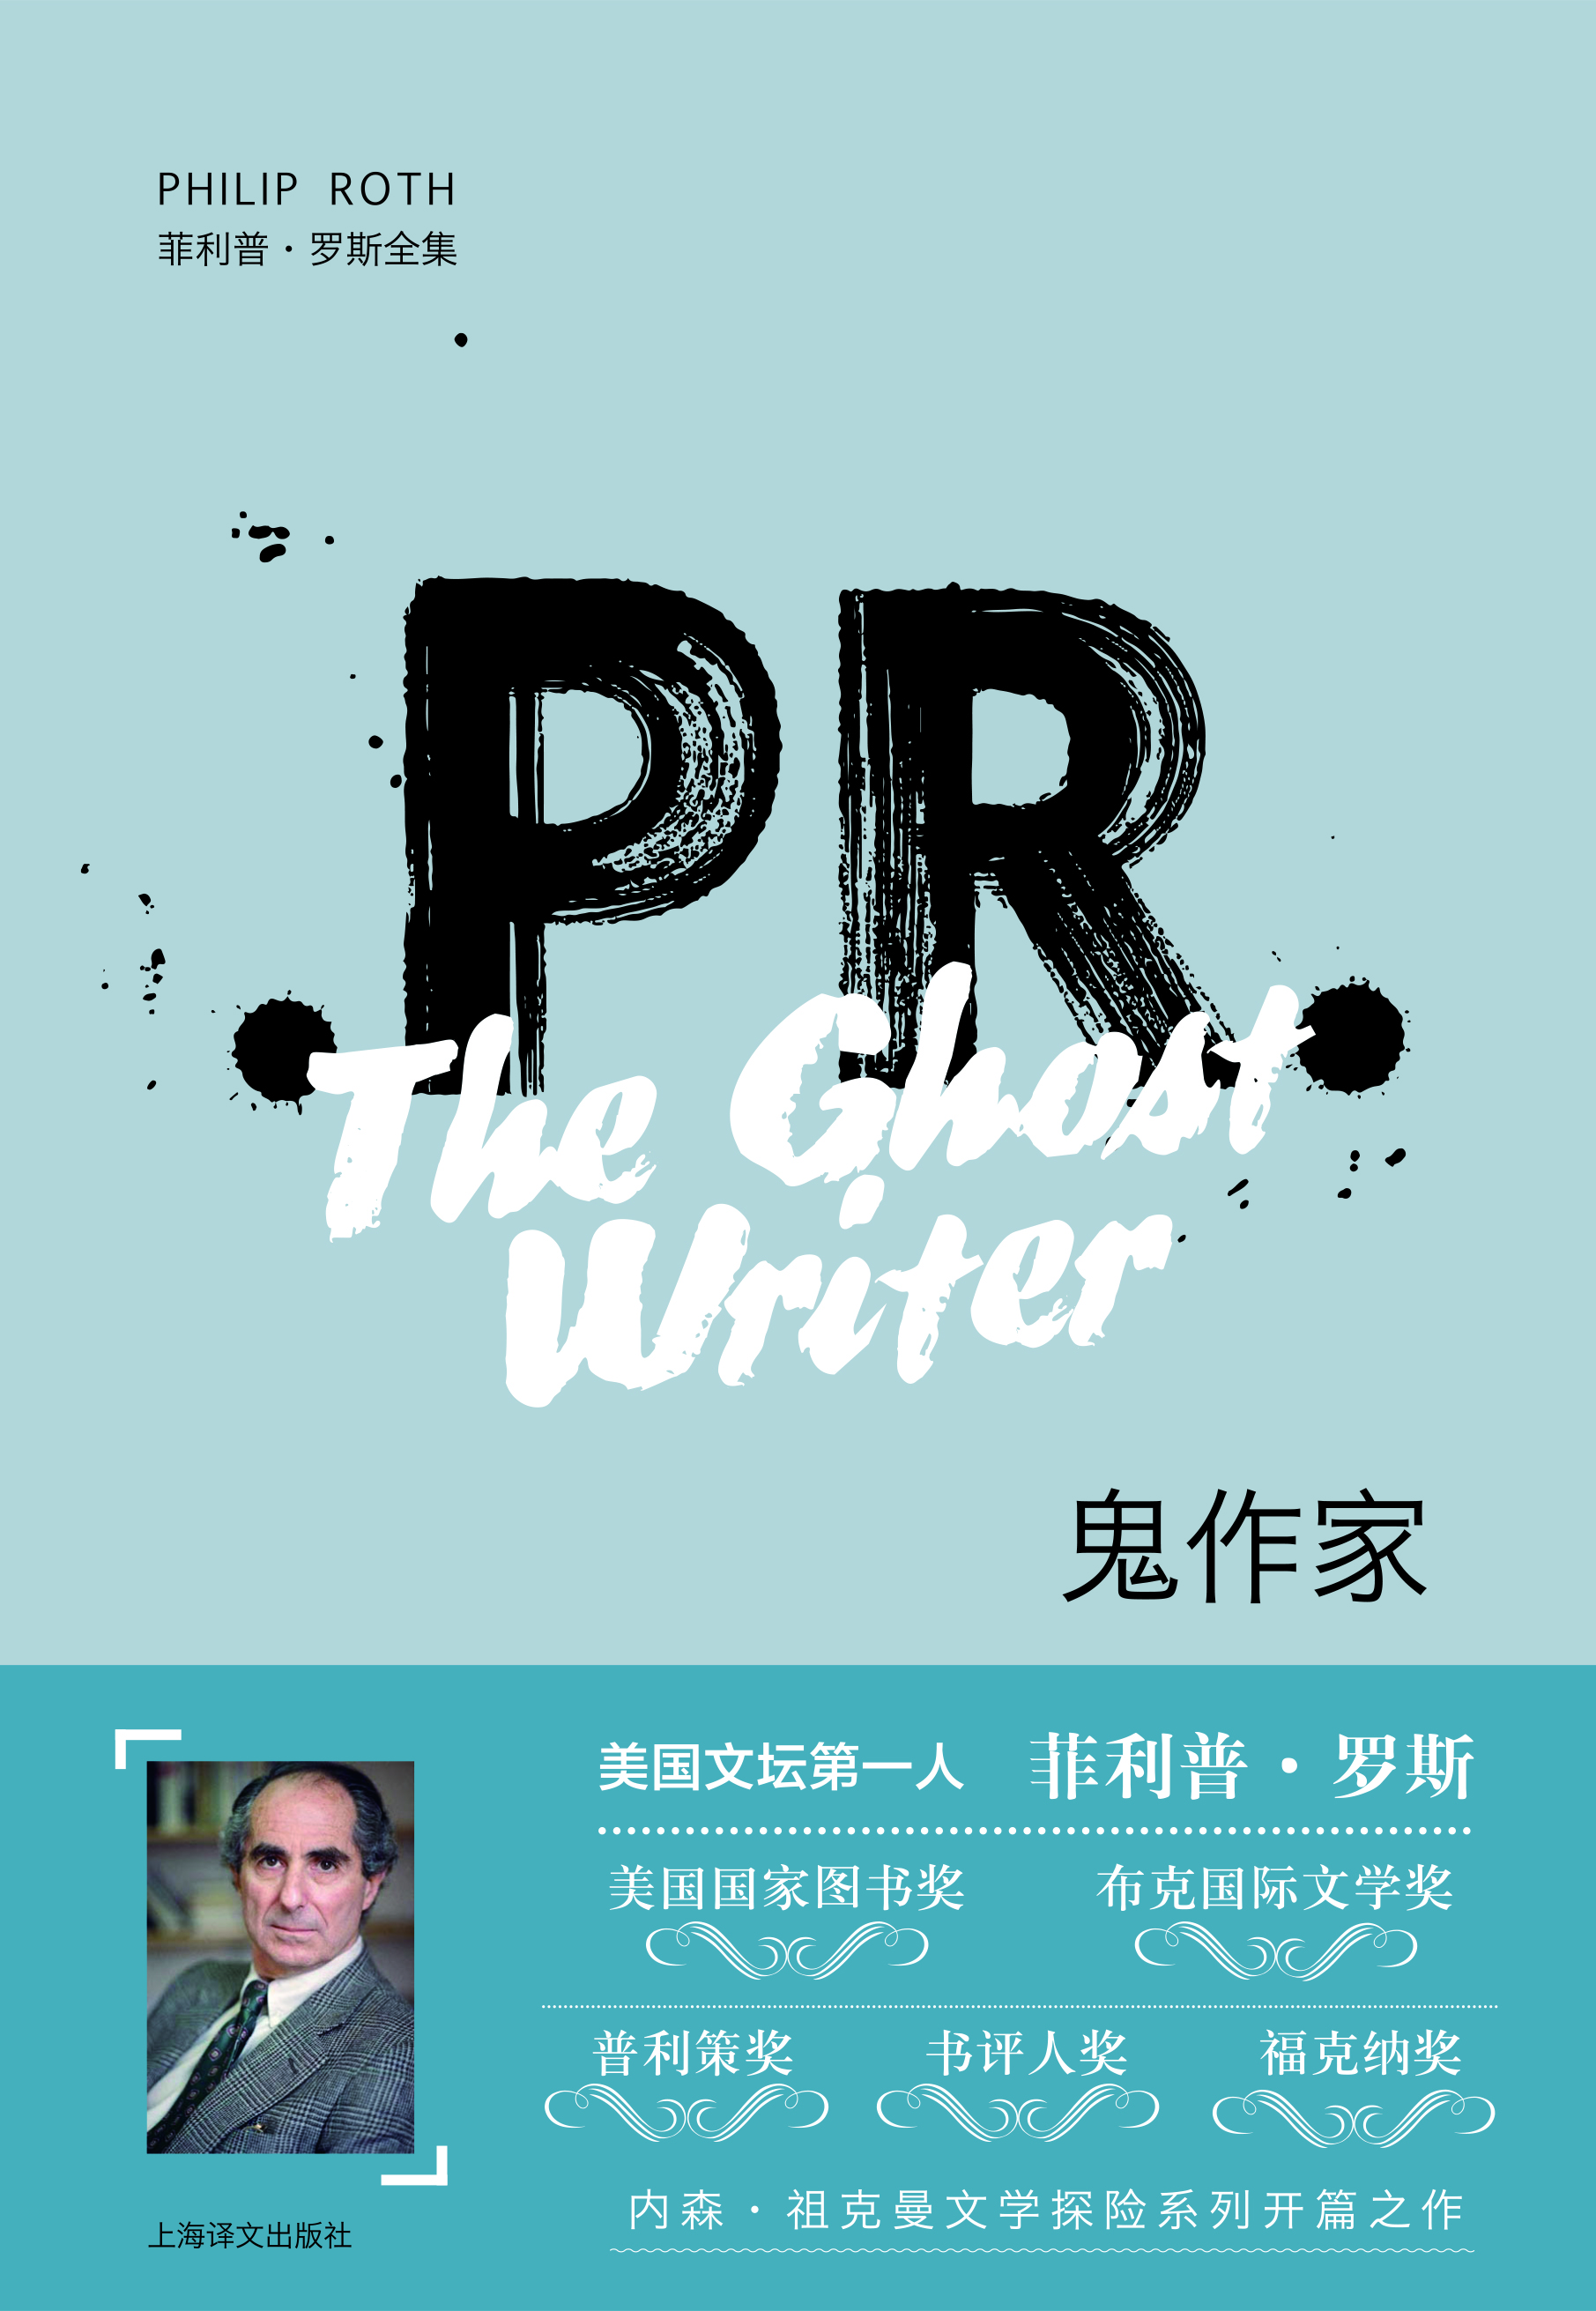 PHILIP ROTH
菲利普·罗斯全集
PR
The Ghost
Writer
鬼作家
美国文坛第一人 菲利普·罗斯
美国国家图书奖 布克国际文学奖
普利策奖 书评人奖 福克纳奖
内森·祖克曼文学探险系列开篇之作
上海译文出版社